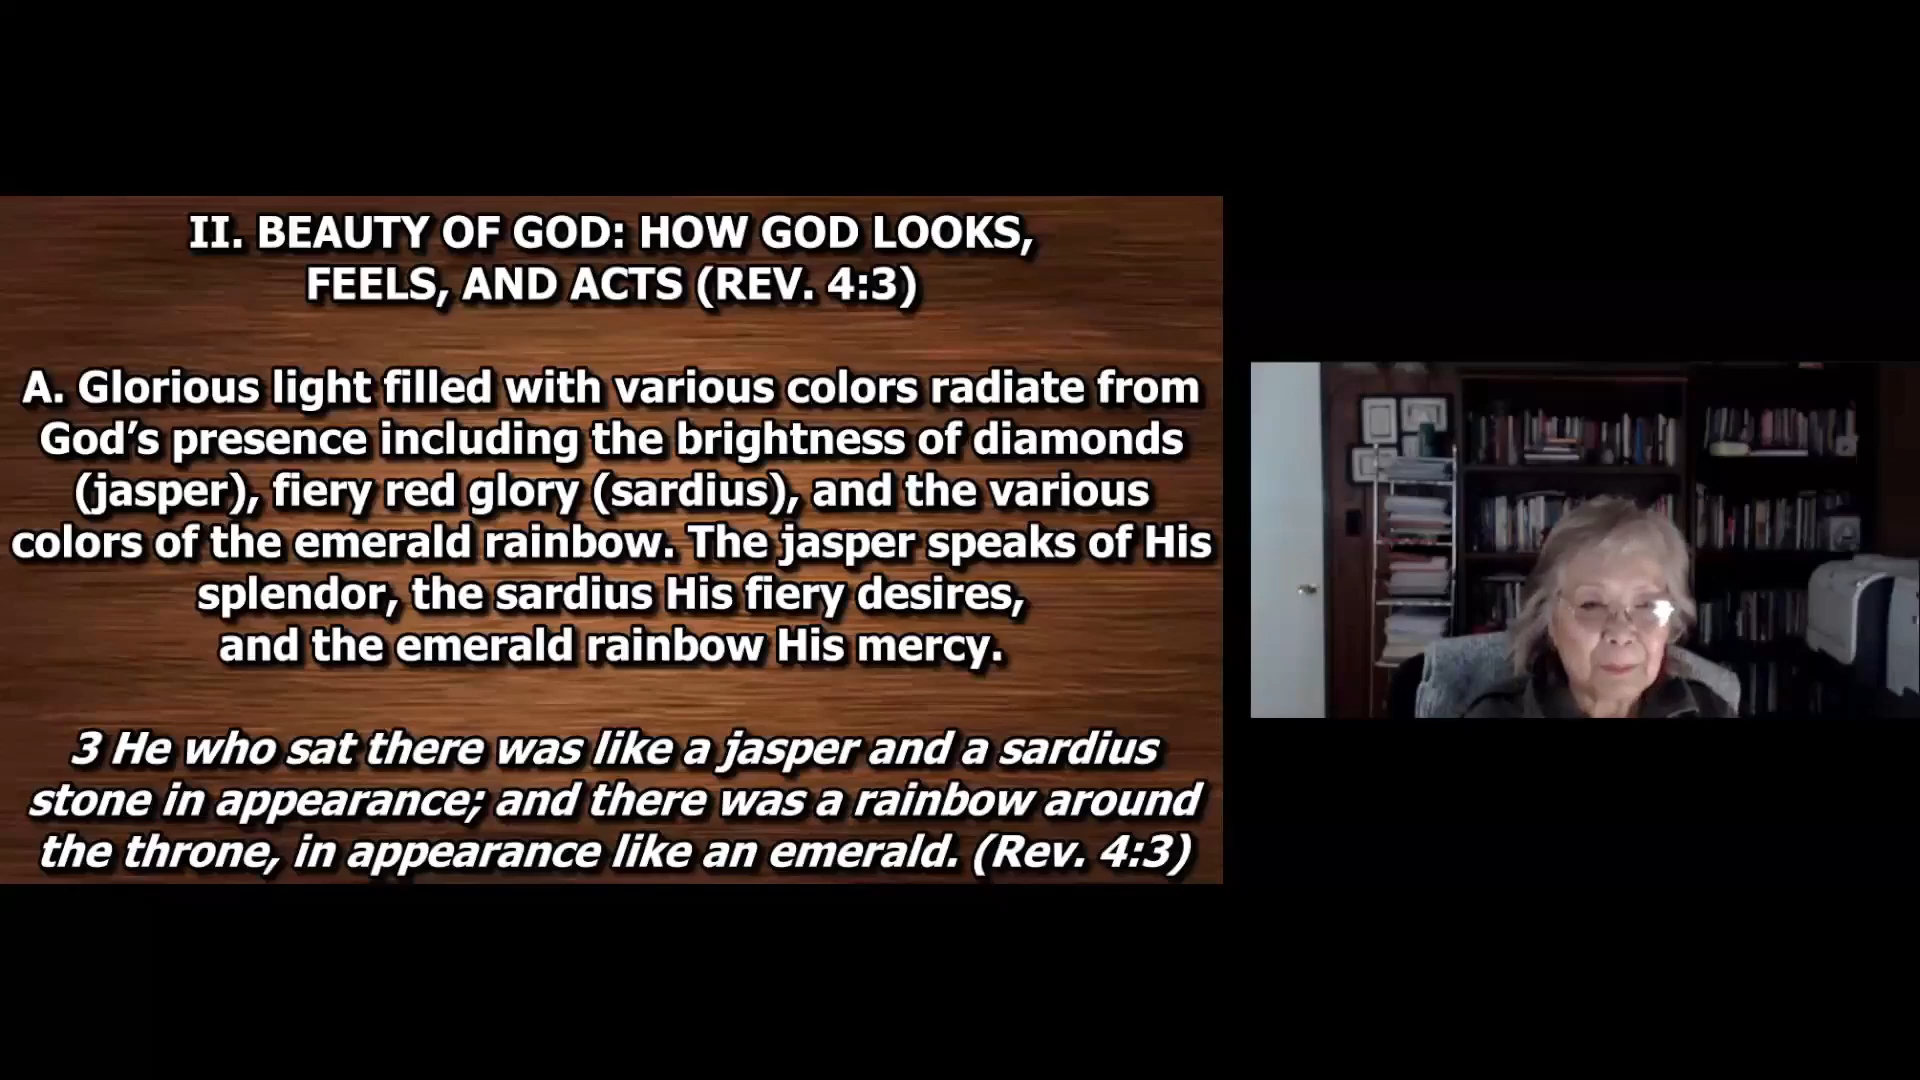 II. BEAUTY OF GOD: HOW GOD LOOKS,
FEELS, AND ACTS (REV. 4:3)
A. Glorious light filled with various colors radiate from
God’s presence including the brightness of diamonds
(jasper), fiery red glory (sardius), and the various
colors of the emerald rainbow. The jasper speaks of His
splendor, the sardius His fiery desires,
and the emerald rainbow His mercy.
3 He who sat there was like a jasper and a sardius
stone in appearance; and there was a rainbow around
the throne, in appearance like an emerald. (Rev. 4:3)